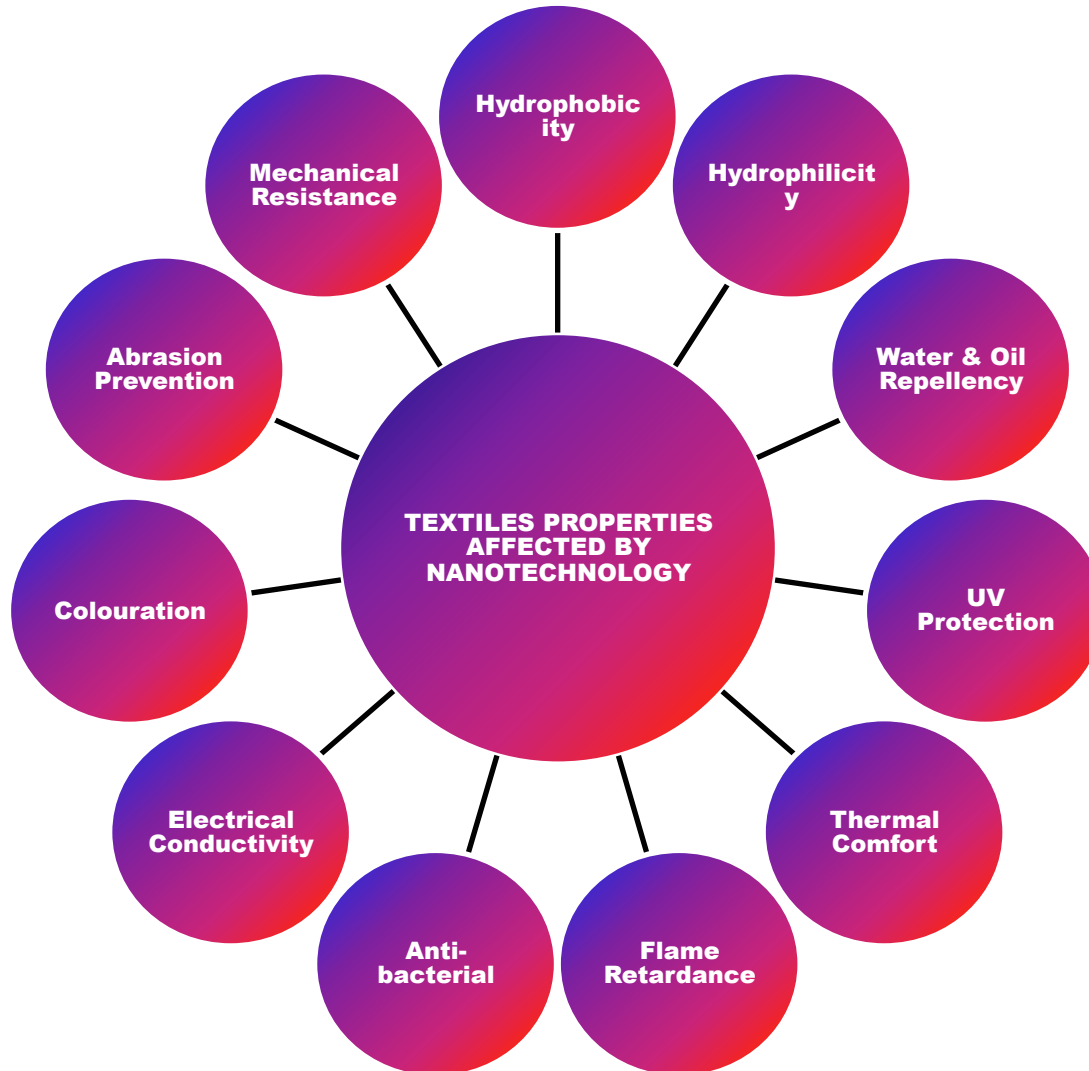 Hydrophobic
ity
Hydrophilicit
y
Water & Oil
Repellency
UV
Protection
Thermal
Comfort
Flame
Retardance
Anti-
bacterial
Electrical
Conductivity
Colouration
Abrasion
Prevention
Mechanical
Resistance
TEXTILES PROPERTIES
AFFECTED BY
NANOTECHNOLOGY